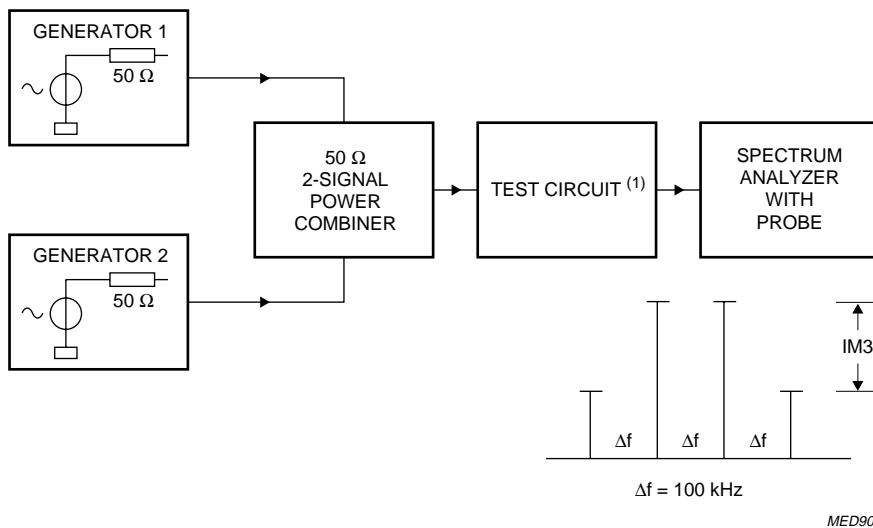 GENERATOR 1
50 Ω
50 Ω
2-SIGNAL
POWER
COMBINER
TEST CIRCUIT (1)
SPECTRUM
ANALYZER
WITH
PROBE
GENERATOR 2
50 Ω
IM3
Δf Δf Δf
Δf = 100 kHz